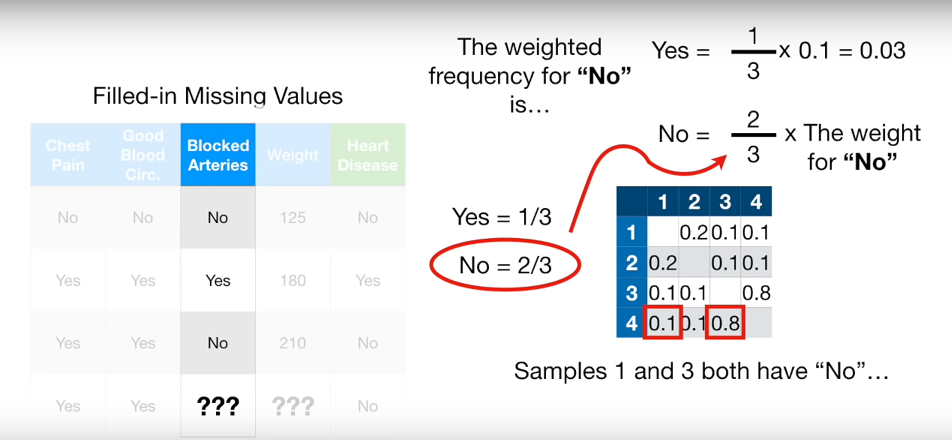 The weighted
frequency for “No”
is…
Yes = 1/3 x 0.1 = 0.03
No = 2/3 x The weight
for “No”
Filled-in Missing Values
Chest Pain Good Blood Circ. Blocked Arteries Weight Heart Disease
No No No 125 No
Yes Yes Yes 180 Yes
Yes Yes No 210 No
Yes Yes ??? ??? No
Yes = 1/3
No = 2/3
1 2 3 4
1 0.2 0.1 0.1
2 0.2 0.1 0.1
3 0.1 0.1 0.8
4 0.1 0.1 0.8
Samples 1 and 3 both have “No”…